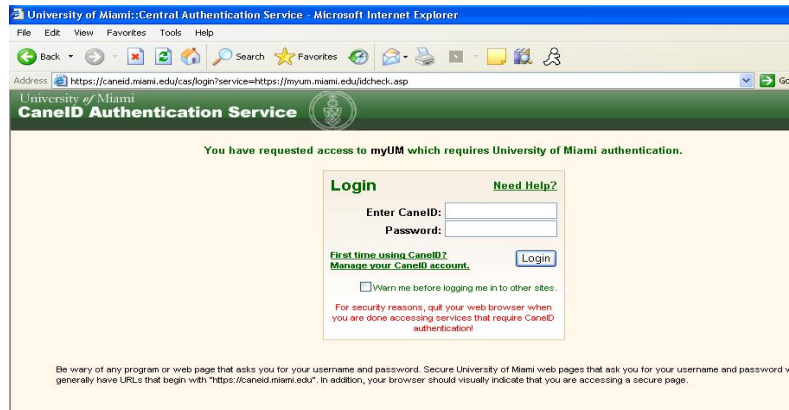 University of Miami::Central Authentication Service - Microsoft Internet Explorer
File Edit View Favorites Tools Help
Back Search Favorites
Address https://caneid.miami.edu/cas/login?service=https://myum.miami.edu/idcheck.asp
University of Miami
CaneID Authentication Service
You have requested access to myUM which requires University of Miami authentication.
Login Need Help?
Enter CaneID:
Password:
First time using CaneID?
Manage your CaneID account.
Login
Warn me before logging me in to other sites.
For security reasons, quit your web browser when
you are done accessing services that require CaneID
authentication!
Be wary of any program or web page that asks you for your username and password. Secure University of Miami web pages that ask you for your username and password
generally have URLs that begin with "https://caneid.miami.edu". In addition, your browser should visually indicate that you are accessing a secure page.